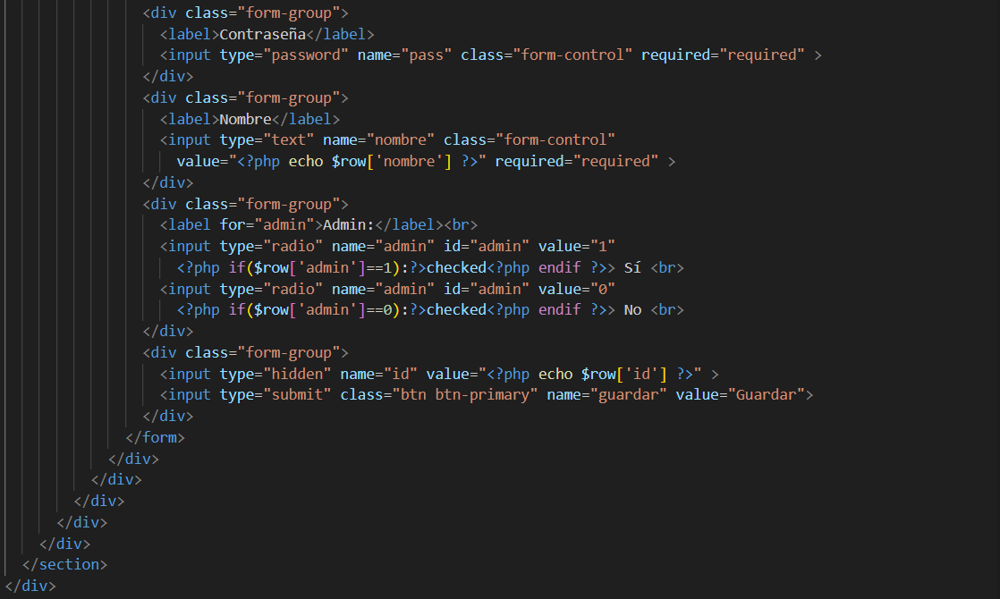 <div class="form-group">
<label>Contraseña</label>
<input type="password" name="pass" class="form-control" required="required" >
</div>
<div class="form-group">
<label>Nombre</label>
<input type="text" name="nombre" class="form-control"
value="<?php echo $row['nombre'] ?>" required="required" >
</div>
<div class="form-group">
<label for="admin">Admin:</label><br>
<input type="radio" name="admin" id="admin" value="1"
<?php if($row['admin']==1):?>checked<?php endif ?>> Sí <br>
<input type="radio" name="admin" id="admin" value="0"
<?php if($row['admin']==0):?>checked<?php endif ?>> No <br>
</div>
<div class="form-group">
<input type="hidden" name="id" value="<?php echo $row['id'] ?>" >
<input type="submit" class="btn btn-primary" name="guardar" value="Guardar">
</div>
</form>
</div>
</div>
</div>
</div>
</div>
</section>
</div>